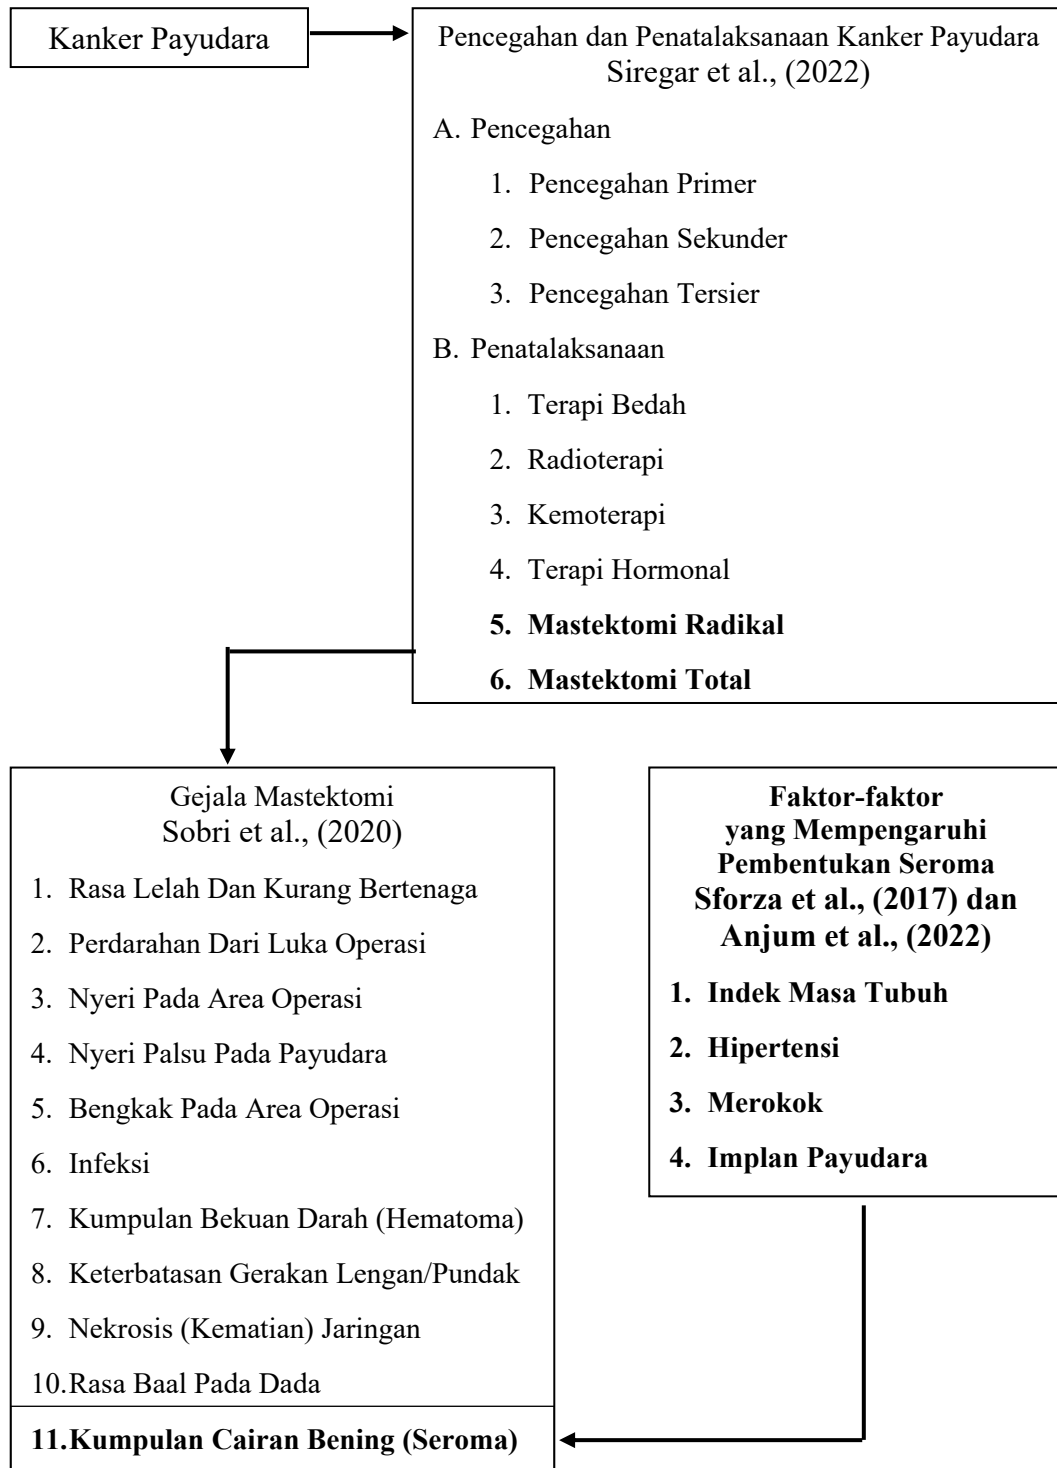 Kanker Payudara
Pencegahan dan Penatalaksanaan Kanker Payudara
Siregar et al., (2022)
A. Pencegahan
1. Pencegahan Primer
2. Pencegahan Sekunder
3. Pencegahan Tersier
B. Penatalaksanaan
1. Terapi Bedah
2. Radioterapi
3. Kemoterapi
4. Terapi Hormonal
5. Mastektomi Radikal
6. Mastektomi Total
Gejala Mastektomi
Sobri et al., (2020)
1. Rasa Lelah Dan Kurang Bertenaga
2. Perdarahan Dari Luka Operasi
3. Nyeri Pada Area Operasi
4. Nyeri Palsu Pada Payudara
5. Bengkak Pada Area Operasi
6. Infeksi
7. Kumpulan Bekuan Darah (Hematoma)
8. Keterbatasan Gerakan Lengan/Pundak
9. Nekrosis (Kematian) Jaringan
10.Rasa Baal Pada Dada
11.Kumpulan Cairan Bening (Seroma)
Faktor-faktor
yang Mempengaruhi
Pembentukan Seroma
Sforza et al., (2017) dan
Anjum et al., (2022)
1. Indek Masa Tubuh
2. Hipertensi
3. Merokok
4. Implan Payudara